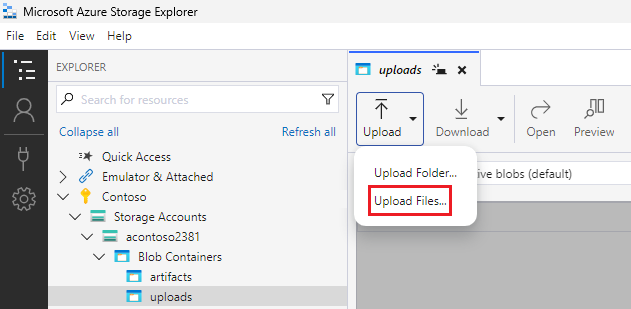 Microsoft Azure Storage Explorer
File Edit View Help
EXPLORER
Search for resources
Collapse all Refresh all
Quick Access
Emulator & Attached
Contoso
Storage Accounts
acontoso2381
Blob Containers
artifacts
uploads
uploads
Upload Download Open Preview
Upload Folder...
ive blobs (default)
Upload Files...